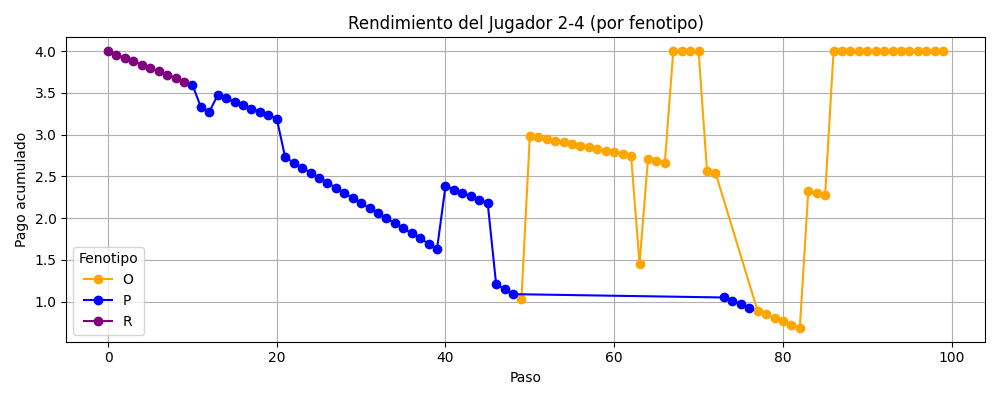 Rendimiento del Jugador 2-4 (por fenotipo)
Pago acumulado
4.0
3.5
3.0
2.5
2.0
1.5
1.0
Fenotipo
O
P
R
0 20 40 60 80 100
Paso